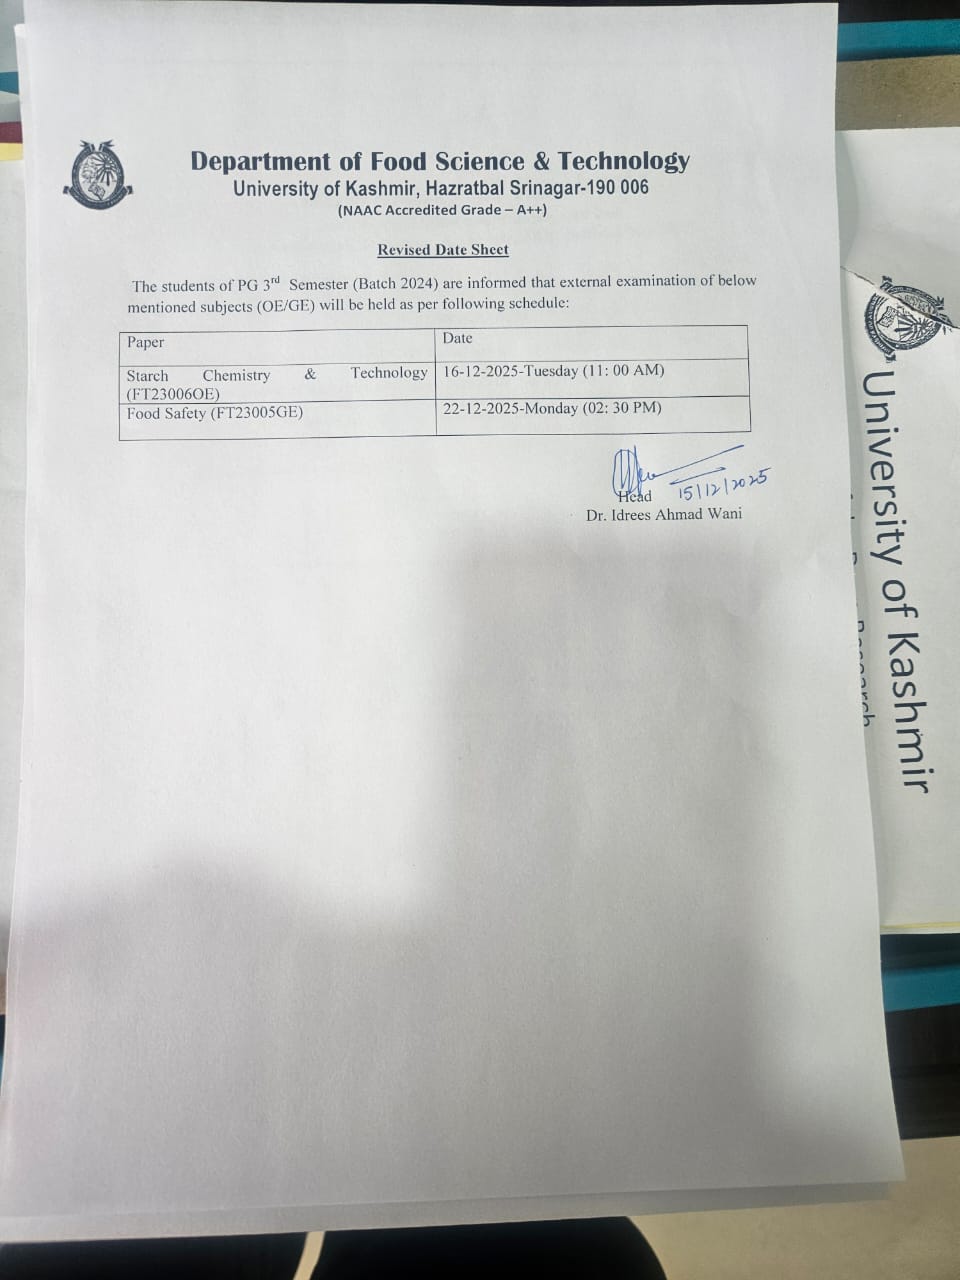 Department of Food Science & Technology
University of Kashmir, Hazratbal Srinagar-190 006
(NAAC Accredited Grade – A++)
Revised Date Sheet
The students of PG 3rd Semester (Batch 2024) are informed that external examination of below
mentioned subjects (OE/GE) will be held as per following schedule:
Paper Date
Starch Chemistry & Technology 16-12-2025-Tuesday (11: 00 AM)
(FT23006OE)
Food Safety (FT23005GE) 22-12-2025-Monday (02: 30 PM)
Head 15/12/2025
Dr. Idrees Ahmad Wani
University of Kashmir
Research